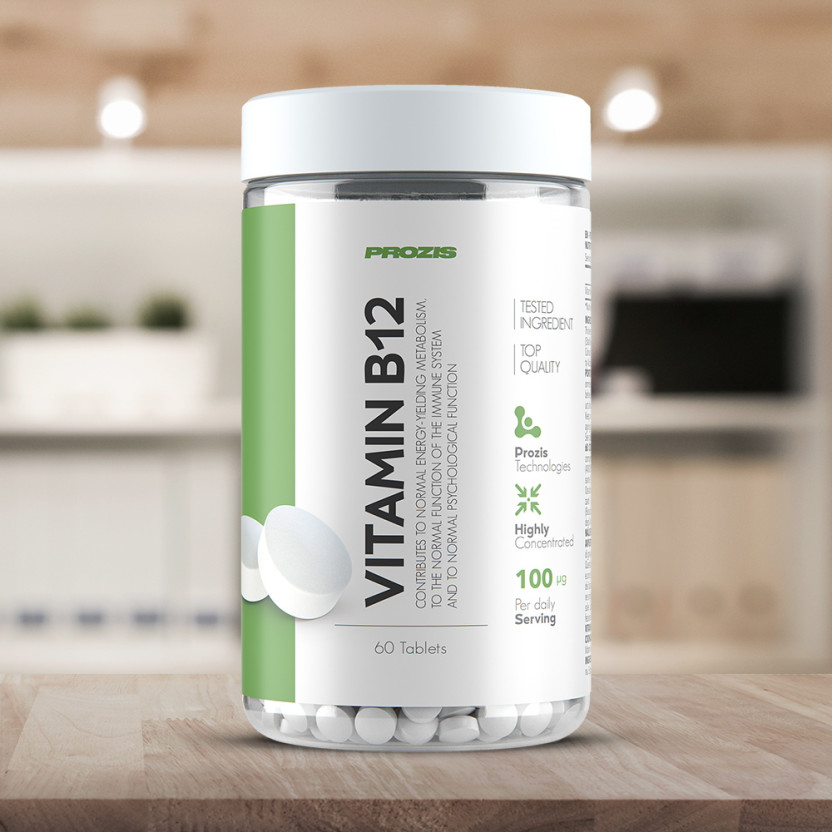 PROZIS
VITAMIN B12
CONTRIBUTES TO NORMAL ENERGY-YIELDING METABOLISM,
TO THE NORMAL FUNCTION OF THE IMMUNE SYSTEM
AND TO NORMAL PSYCHOLOGICAL FUNCTION
60 Tablets
TESTED
INGREDIENT
TOP
QUALITY
Prozis
Technologies
Highly
Concentrated
100 µg
Per daily
Serving